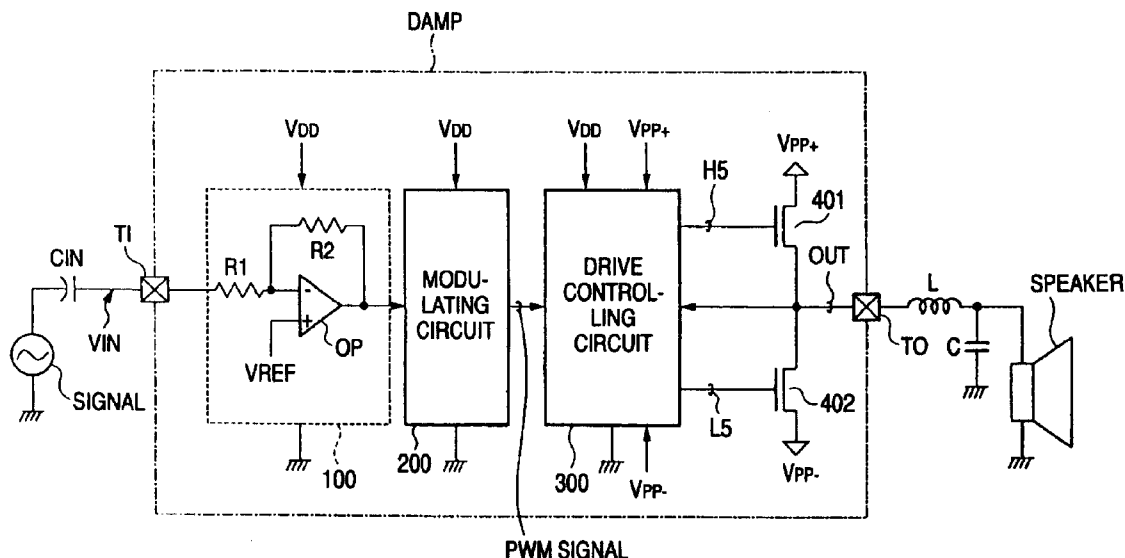 DAMP
VDD
VDD
VDD
VPP+
VPP+
H5
401
TI
CIN
R1
R2
-
+
OP
VREF
VIN
SIGNAL
MODU-
LATING
CIRCUIT
DRIVE
CONTROL-
LING
CIRCUIT
OUT
L
SPEAKER
TO
C
402
L5
100
200
300
VPP-
VPP-
PWM SIGNAL